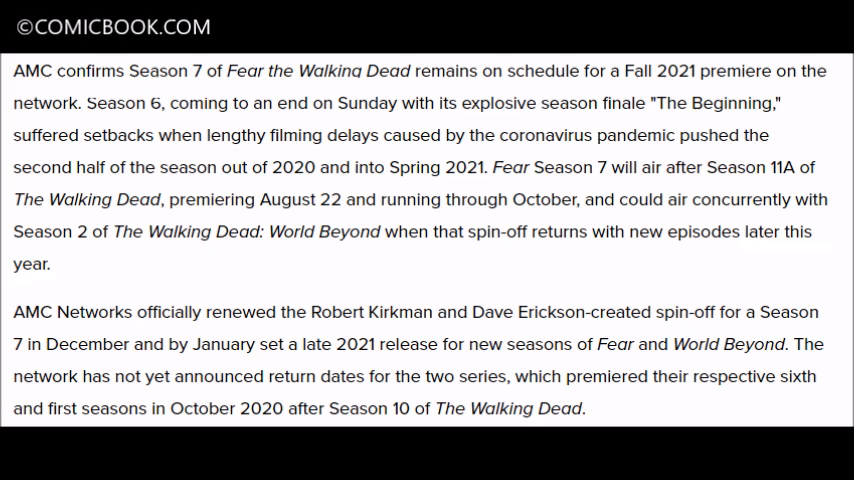 ©COMICBOOK.COM
AMC confirms Season 7 of Fear the Walking Dead remains on schedule for a Fall 2021 premiere on the
network. Season 6, coming to an end on Sunday with its explosive season finale "The Beginning,"
suffered setbacks when lengthy filming delays caused by the coronavirus pandemic pushed the
second half of the season out of 2020 and into Spring 2021. Fear Season 7 will air after Season 11A of
The Walking Dead, premiering August 22 and running through October, and could air concurrently with
Season 2 of The Walking Dead: World Beyond when that spin-off returns with new episodes later this
year.
AMC Networks officially renewed the Robert Kirkman and Dave Erickson-created spin-off for a Season
7 in December and by January set a late 2021 release for new seasons of Fear and World Beyond. The
network has not yet announced return dates for the two series, which premiered their respective sixth
and first seasons in October 2020 after Season 10 of The Walking Dead.